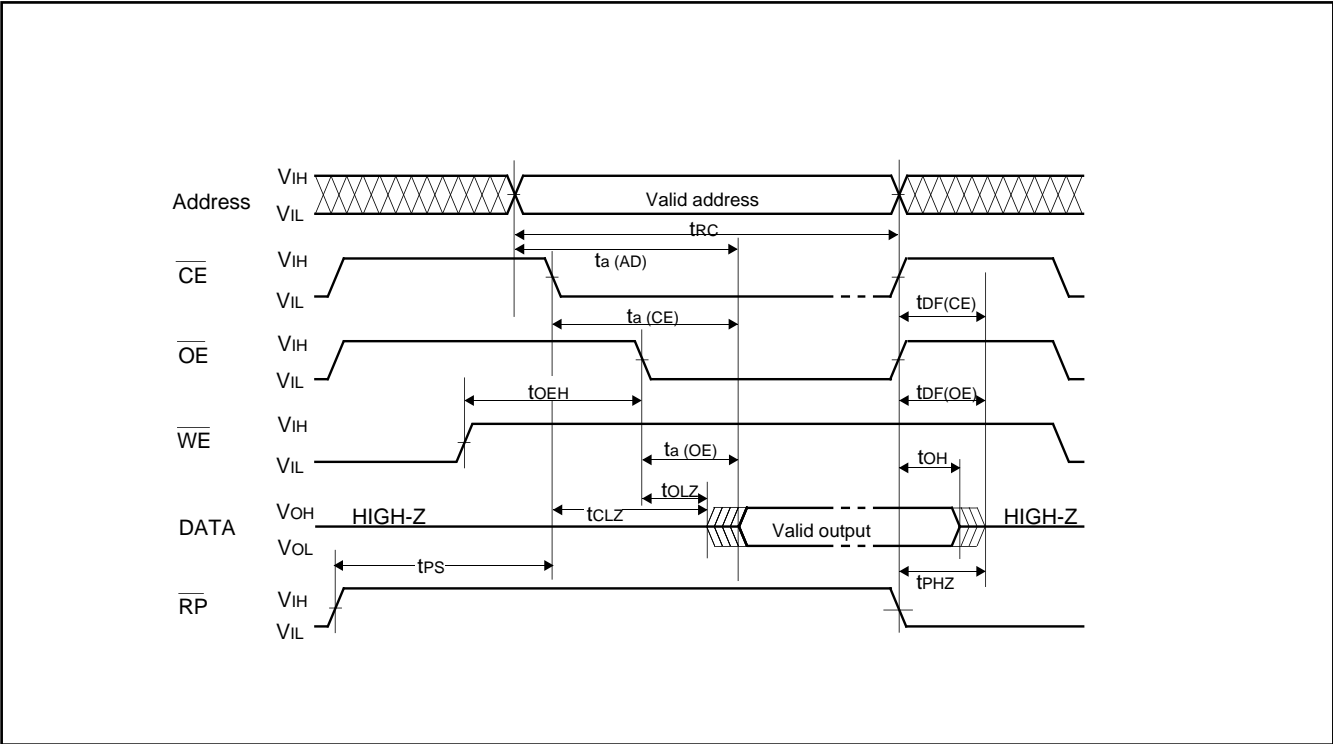 Address
VIH
VIL
Valid address
tRC
ta (AD)
CE
VIH
VIL
tDF(CE)
ta (CE)
OE
VIH
VIL
tOEH
tDF(OE)
WE
VIH
VIL
ta (OE)
tOH
tOLZ
DATA
VOH
VOL
HIGH-Z
tCLZ
Valid output
HIGH-Z
tPS
tPHZ
RP
VIH
VIL